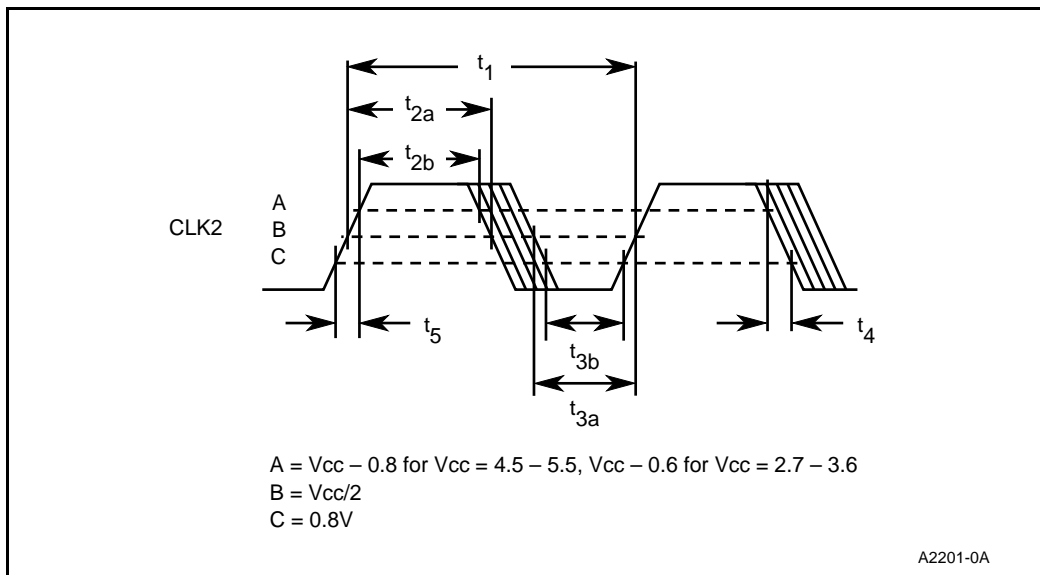 t1
t2a
t2b
CLK2
A
B
C
t5
t4
t3b
t3a
A = Vcc – 0.8 for Vcc = 4.5 – 5.5, Vcc – 0.6 for Vcc = 2.7 – 3.6
B = Vcc/2
C = 0.8V
A2201-0A